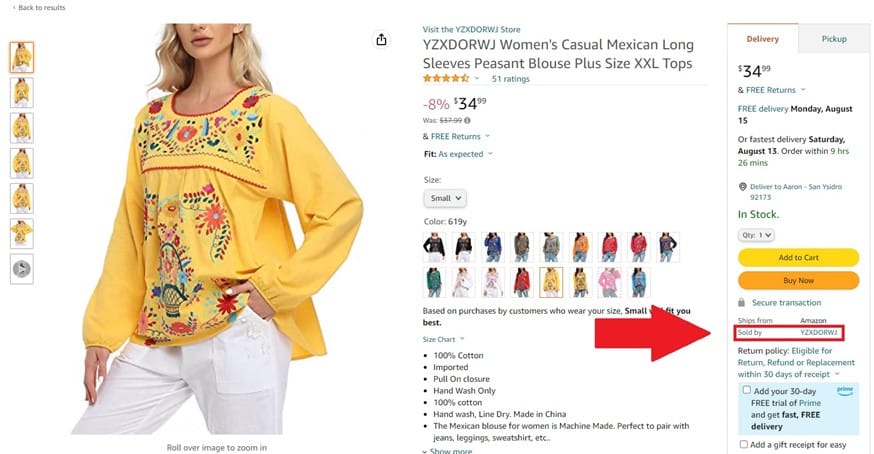 ‹ Back to results
Visit the YZXDORWJ Store
YZXDORWJ Women's Casual Mexican Long
Sleeves Peasant Blouse Plus Size XXL Tops
51 ratings
-8% $3499
Was: $37.99
& FREE Returns
Fit: As expected
Size:
Small
Color: 619y
Based on purchases by customers who wear your size, Small will fit you
best.
Size Chart
• 100% Cotton
• Imported
• Pull On closure
• Hand Wash Only
• 100% cotton
• Hand wash, Line Dry. Made in China
• The Mexican blouse for women is Machine Made. Perfect to pair with
jeans, leggings, sweatshirt, etc..
Show more
Roll over image to zoom in
Delivery
Pickup
$3499
& FREE Returns
FREE delivery Monday, August
15
Or fastest delivery Saturday,
August 13. Order within 9 hrs
26 mins
Deliver to Aaron - San Ysidro
92173
In Stock.
Qty: 1
Add to Cart
Buy Now
Secure transaction
Ships from Amazon
Sold by YZXDORWJ
Return policy: Eligible for
Return, Refund or Replacement
within 30 days of receipt
Add your 30-day
prime
FREE trial of Prime
and get fast, FREE
delivery
Add a gift receipt for easy